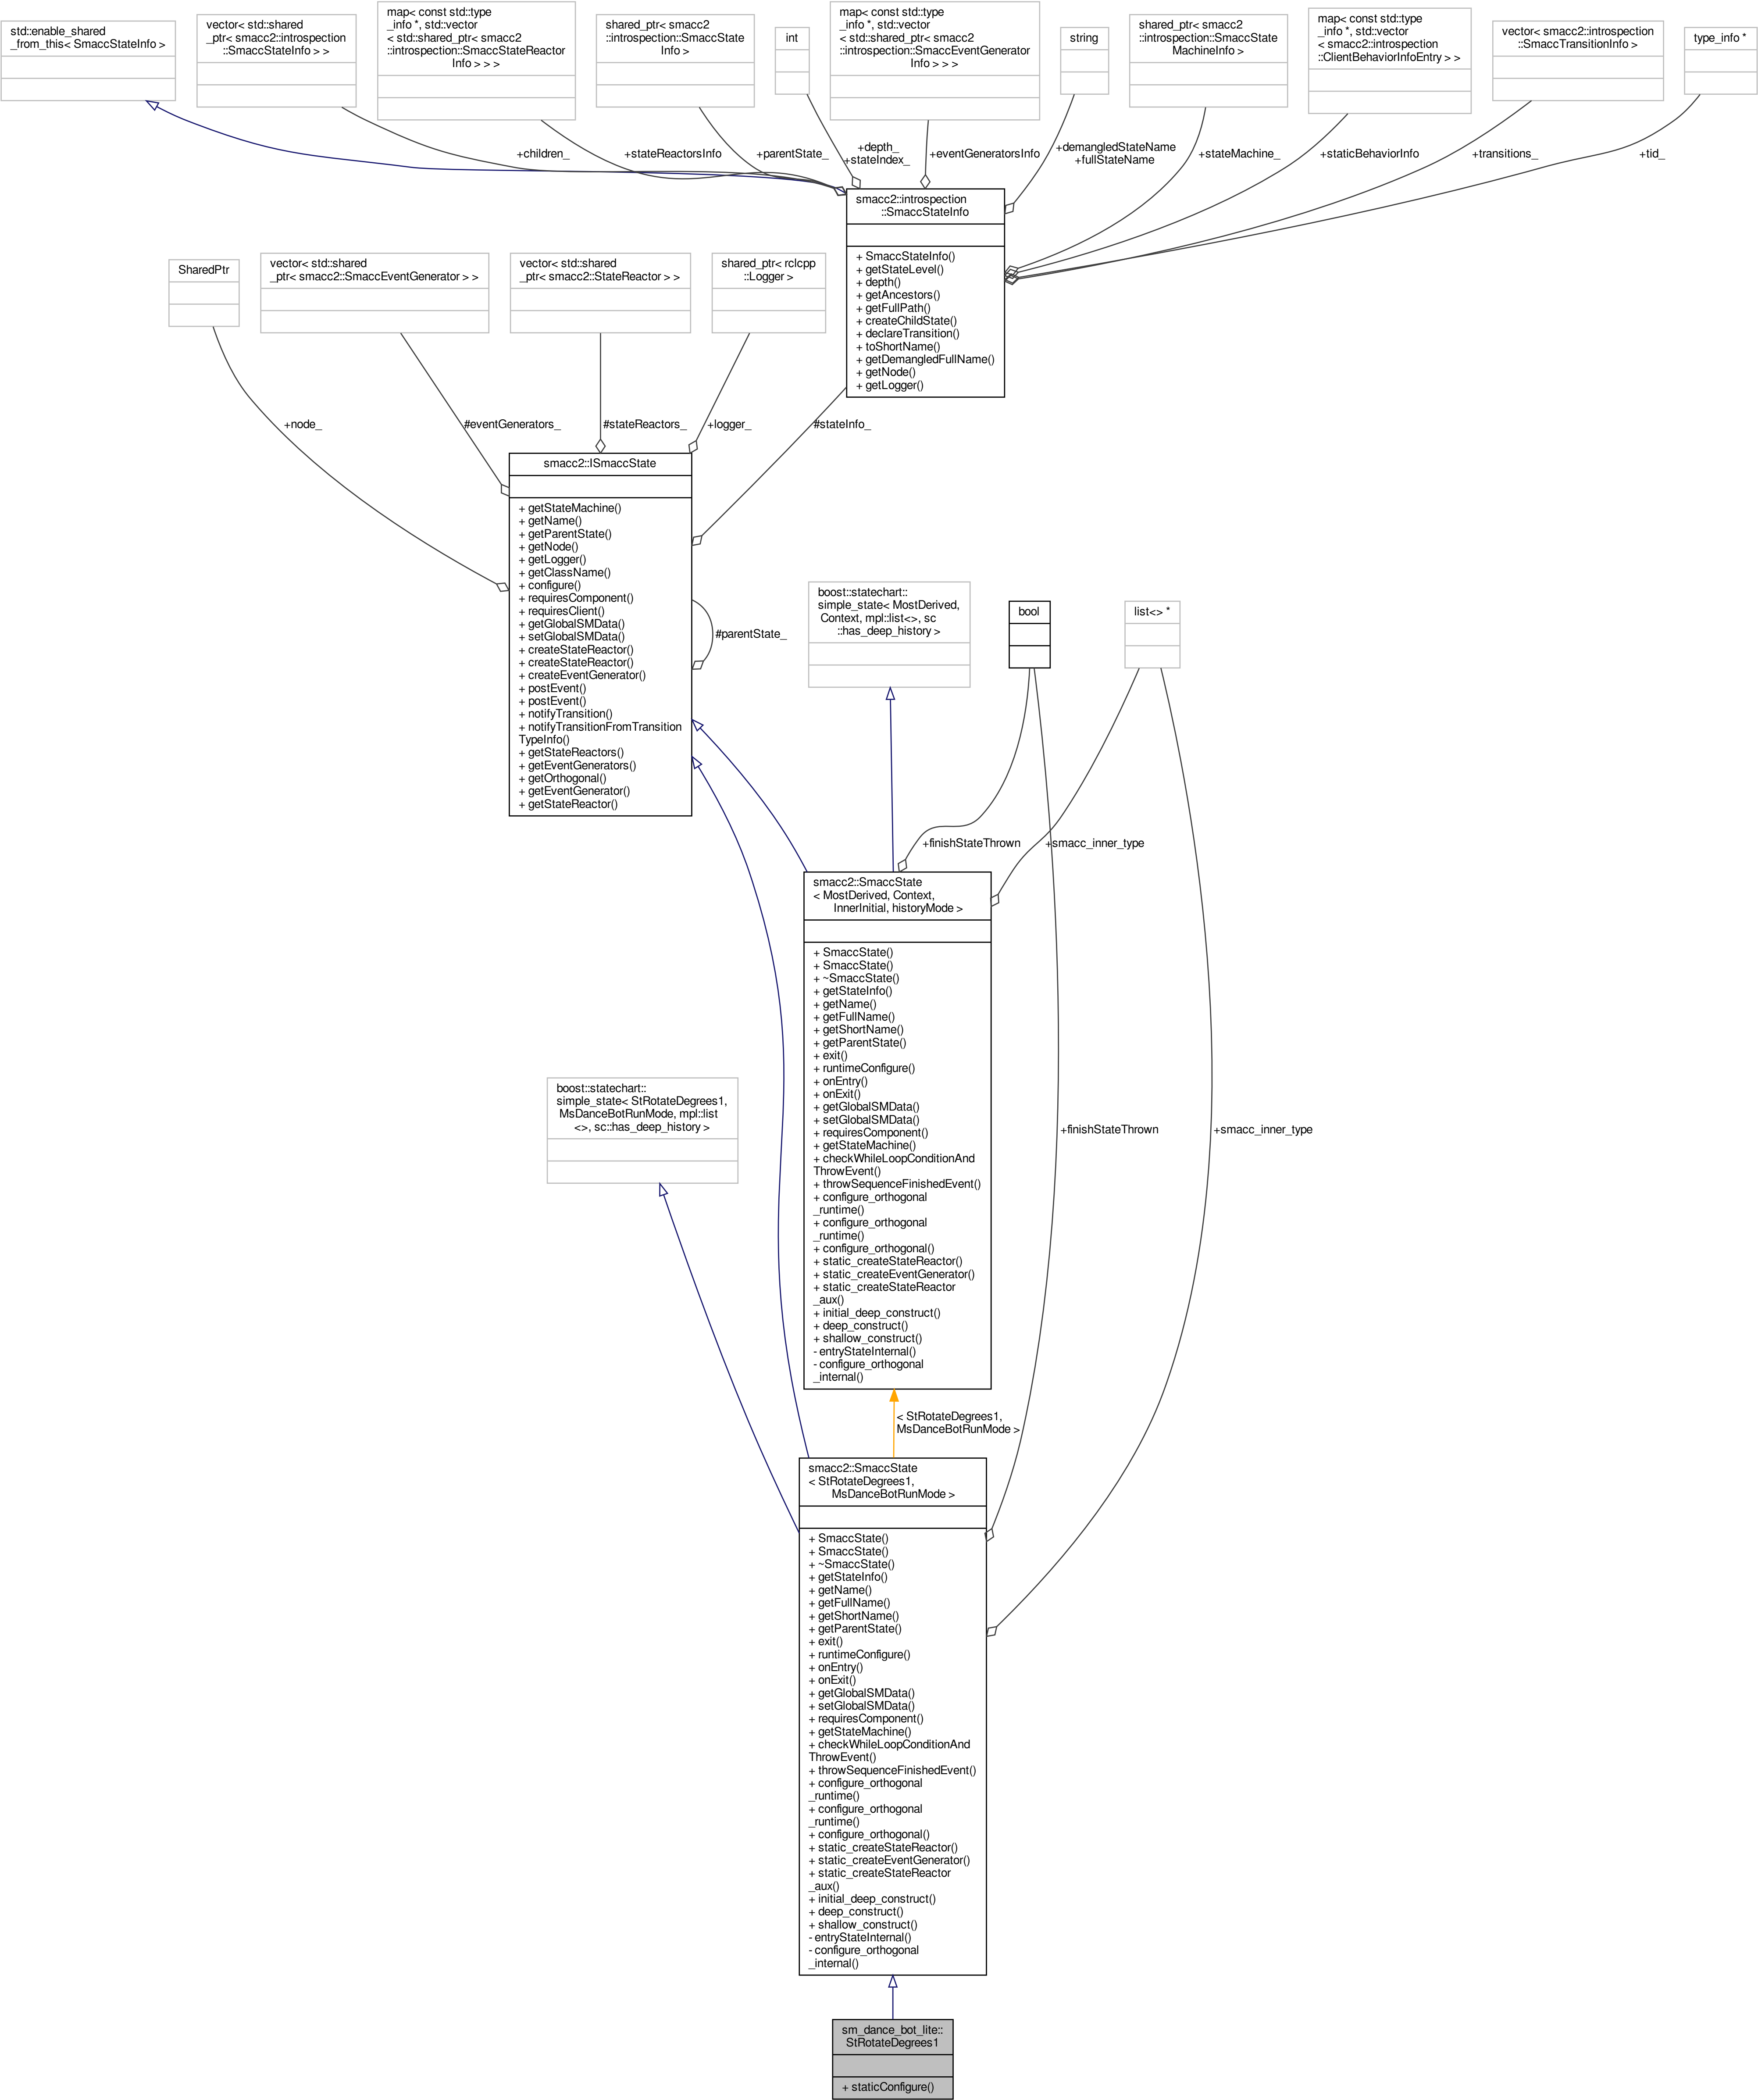 std::enable_shared
_from_this< SmaccStateInfo >
vector< std::shared
_ptr< smacc2::introspection
::SmaccStateInfo > >
map< const std::type
_info *, std::vector
< std::shared_ptr< smacc2
::introspection::SmaccStateReactor
Info > > >
shared_ptr< smacc2
::introspection::SmaccState
Info >
int
map< const std::type
_info *, std::vector
< std::shared_ptr< smacc2
::introspection::SmaccEventGenerator
Info > > >
string
shared_ptr< smacc2
::introspection::SmaccState
MachineInfo >
map< const std::type
_info *, std::vector
< smacc2::introspection
::ClientBehaviorInfoEntry > >
vector< smacc2::introspection
::SmaccTransitionInfo >
type_info *
+children_
+stateReactorsInfo
+parentState_
+depth_
+stateIndex_
+eventGeneratorsInfo
+demangledStateName
+fullStateName
+stateMachine_
+staticBehaviorInfo
+transitions_
+tid_
smacc2::introspection
::SmaccStateInfo
+ SmaccStateInfo()
+ getStateLevel()
+ depth()
+ getAncestors()
+ getFullPath()
+ createChildState()
+ declareTransition()
+ toShortName()
+ getDemangledFullName()
+ getNode()
+ getLogger()
SharedPtr
vector< std::shared
_ptr< smacc2::SmaccEventGenerator > >
vector< std::shared
_ptr< smacc2::StateReactor > >
shared_ptr< rclcpp
::Logger >
+node_
#eventGenerators_
#stateReactors_
+logger_
#stateInfo_
smacc2::ISmaccState
+ getStateMachine()
+ getName()
+ getParentState()
+ getNode()
+ getLogger()
+ getClassName()
+ configure()
+ requiresComponent()
+ requiresClient()
+ getGlobalSMData()
+ setGlobalSMData()
+ createStateReactor()
+ createStateReactor()
+ createEventGenerator()
+ postEvent()
+ postEvent()
+ notifyTransition()
+ notifyTransitionFromTransition
TypeInfo()
+ getStateReactors()
+ getEventGenerators()
+ getOrthogonal()
+ getEventGenerator()
+ getStateReactor()
#parentState_
boost::statechart::
simple_state< MostDerived,
Context, mpl::list<>, sc
::has_deep_history >
bool
list<> *
+finishStateThrown
+smacc_inner_type
smacc2::SmaccState
< MostDerived, Context,
InnerInitial, historyMode >
+ SmaccState()
+ SmaccState()
+ ~SmaccState()
+ getStateInfo()
+ getName()
+ getFullName()
+ getShortName()
+ getParentState()
+ exit()
+ runtimeConfigure()
+ onEntry()
+ onExit()
+ getGlobalSMData()
+ setGlobalSMData()
+ requiresComponent()
+ getStateMachine()
+ checkWhileLoopConditionAnd
ThrowEvent()
+ throwSequenceFinishedEvent()
+ configure_orthogonal
_runtime()
+ configure_orthogonal
_runtime()
+ configure_orthogonal()
+ static_createStateReactor()
+ static_createEventGenerator()
+ static_createStateReactor
_aux()
+ initial_deep_construct()
+ deep_construct()
+ shallow_construct()
- entryStateInternal()
- configure_orthogonal
_internal()
boost::statechart::
simple_state< StRotateDegrees1,
MsDanceBotRunMode, mpl::list
<>, sc::has_deep_history >
+finishStateThrown
+smacc_inner_type
< StRotateDegrees1,
MsDanceBotRunMode >
smacc2::SmaccState
< StRotateDegrees1,
MsDanceBotRunMode >
+ SmaccState()
+ SmaccState()
+ ~SmaccState()
+ getStateInfo()
+ getName()
+ getFullName()
+ getShortName()
+ getParentState()
+ exit()
+ runtimeConfigure()
+ onEntry()
+ onExit()
+ getGlobalSMData()
+ setGlobalSMData()
+ requiresComponent()
+ getStateMachine()
+ checkWhileLoopConditionAnd
ThrowEvent()
+ throwSequenceFinishedEvent()
+ configure_orthogonal
_runtime()
+ configure_orthogonal
_runtime()
+ configure_orthogonal()
+ static_createStateReactor()
+ static_createEventGenerator()
+ static_createStateReactor
_aux()
+ initial_deep_construct()
+ deep_construct()
+ shallow_construct()
- entryStateInternal()
- configure_orthogonal
_internal()
sm_dance_bot_lite::
StRotateDegrees1
+ staticConfigure()